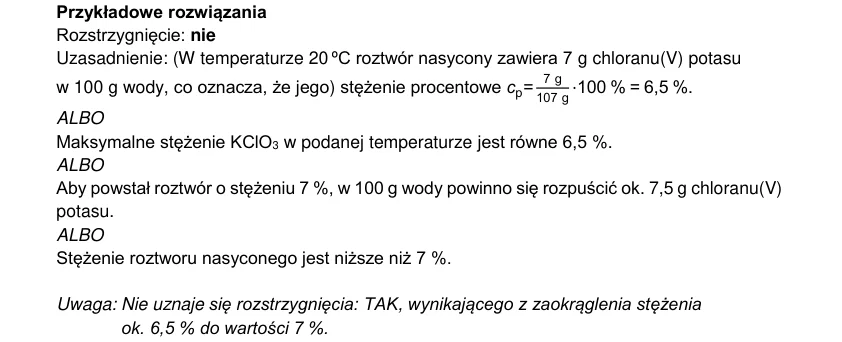 Przykładowe rozwiązania
Rozstrzygnięcie: nie
Uzasadnienie: (W temperaturze 20 ºC roztwór nasycony zawiera 7 g chloranu(V) potasu
w 100 g wody, co oznacza, że jego) stężenie procentowe cₚ= 7 g / 107 g ·100 % = 6,5 %.
ALBO
Maksymalne stężenie KClO₃ w podanej temperaturze jest równe 6,5 %.
ALBO
Aby powstał roztwór o stężeniu 7 %, w 100 g wody powinno się rozpuścić ok. 7,5 g chloranu(V)
potasu.
ALBO
Stężenie roztworu nasyconego jest niższe niż 7 %.
Uwaga: Nie uznaje się rozstrzygnięcia: TAK, wynikającego z zaokrąglenia stężenia
ok. 6,5 % do wartości 7 %.